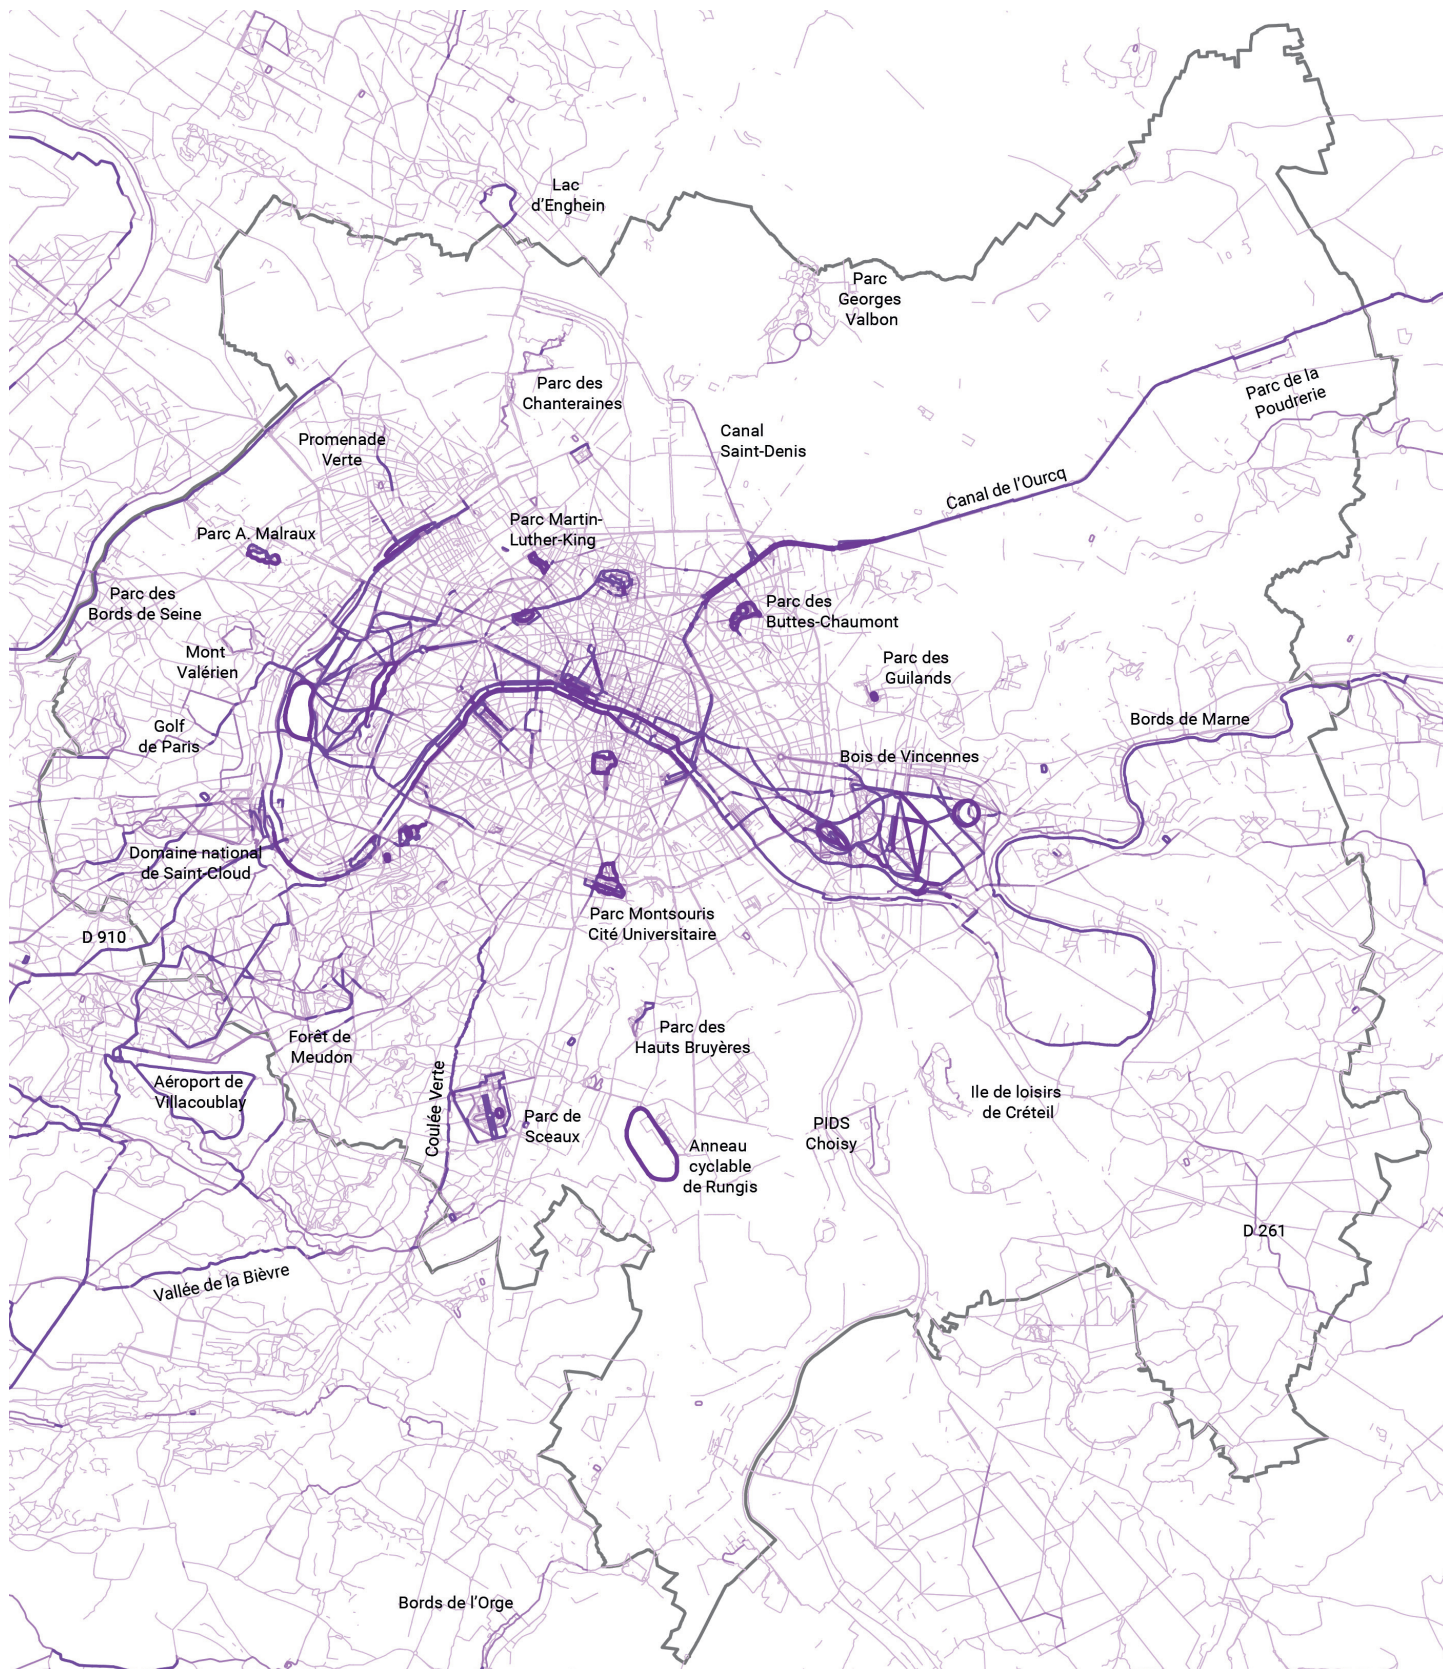 Lac
d'Enghein
Parc
Georges
Valbon
Parc des
Chanteraines
Parc de la
Poudrerie
Promenade
Verte
Canal
Saint-Denis
Canal de l'Ourcq
Parc A. Malraux
Parc Martin-
Luther-King
Parc des
Bords de Seine
Parc des
Buttes-Chaumont
Mont
Valérien
Parc des
Guilands
Golf
de Paris
Bords de Marne
Bois de Vincennes
Domaine national
de Saint-Cloud
Parc Montsouris
Cité Universitaire
D 910
Forêt de
Meudon
Parc des
Hauts Bruyères
Aéroport de
Villacoublay
Coulée Verte
Parc de
Sceaux
Ile de loisirs
de Créteil
PIDS
Choisy
Anneau
cyclable
de Rungis
D 261
Vallée de la Bièvre
Bords de l'Orge